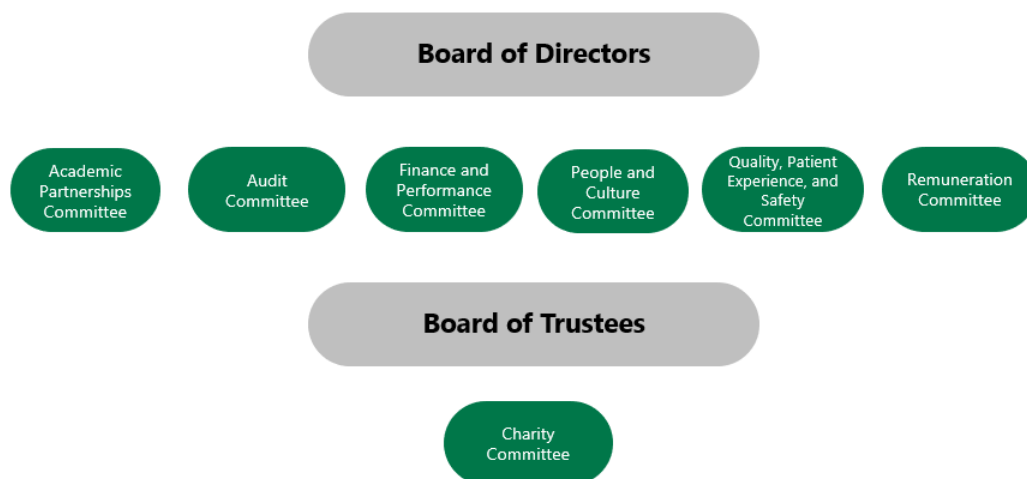 Board of Directors
Academic
Partnerships
Committee
Audit
Committee
Finance and
Performance
Committee
People and
Culture
Committee
Quality, Patient
Experience, and
Safety
Committee
Remuneration
Committee
Board of Trustees
Charity
Committee